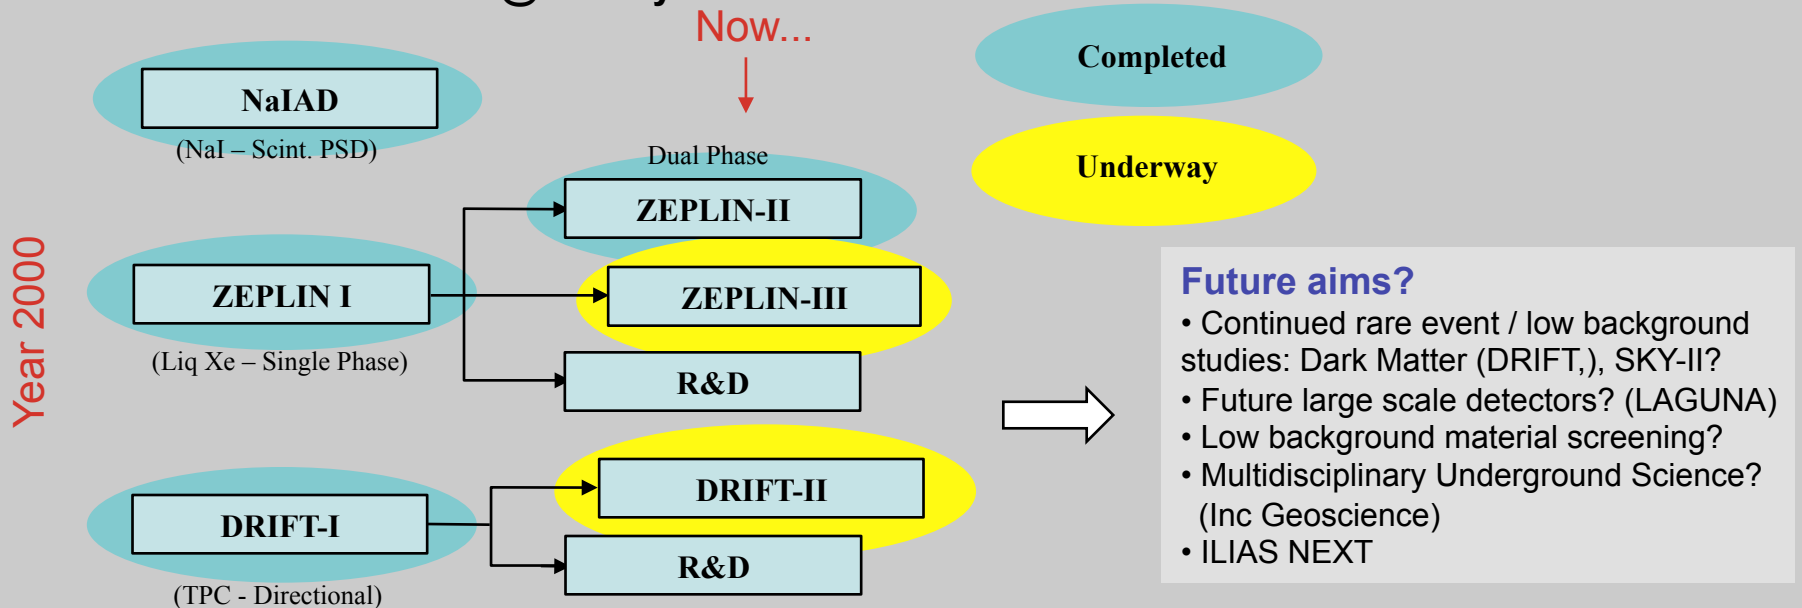 Now...
Completed
NaIAD
(NaI – Scint. PSD)
Dual Phase
Underway
ZEPLIN-II
Year 2000
ZEPLIN I
(Liq Xe – Single Phase)
ZEPLIN-III
R&D
DRIFT-I
(TPC - Directional)
DRIFT-II
R&D
Future aims?
• Continued rare event / low background
studies: Dark Matter (DRIFT,), SKY-II?
• Future large scale detectors? (LAGUNA)
• Low background material screening?
• Multidisciplinary Underground Science?
(Inc Geoscience)
• ILIAS NEXT